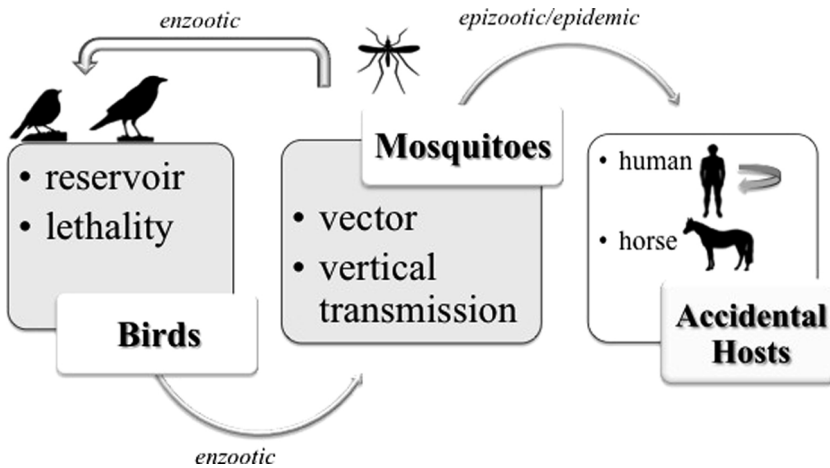 enzootic
epizootic/epidemic
• reservoir
• lethality
Birds
Mosquitoes
• vector
• vertical
transmission
• human
• horse
Accidental
Hosts
enzootic